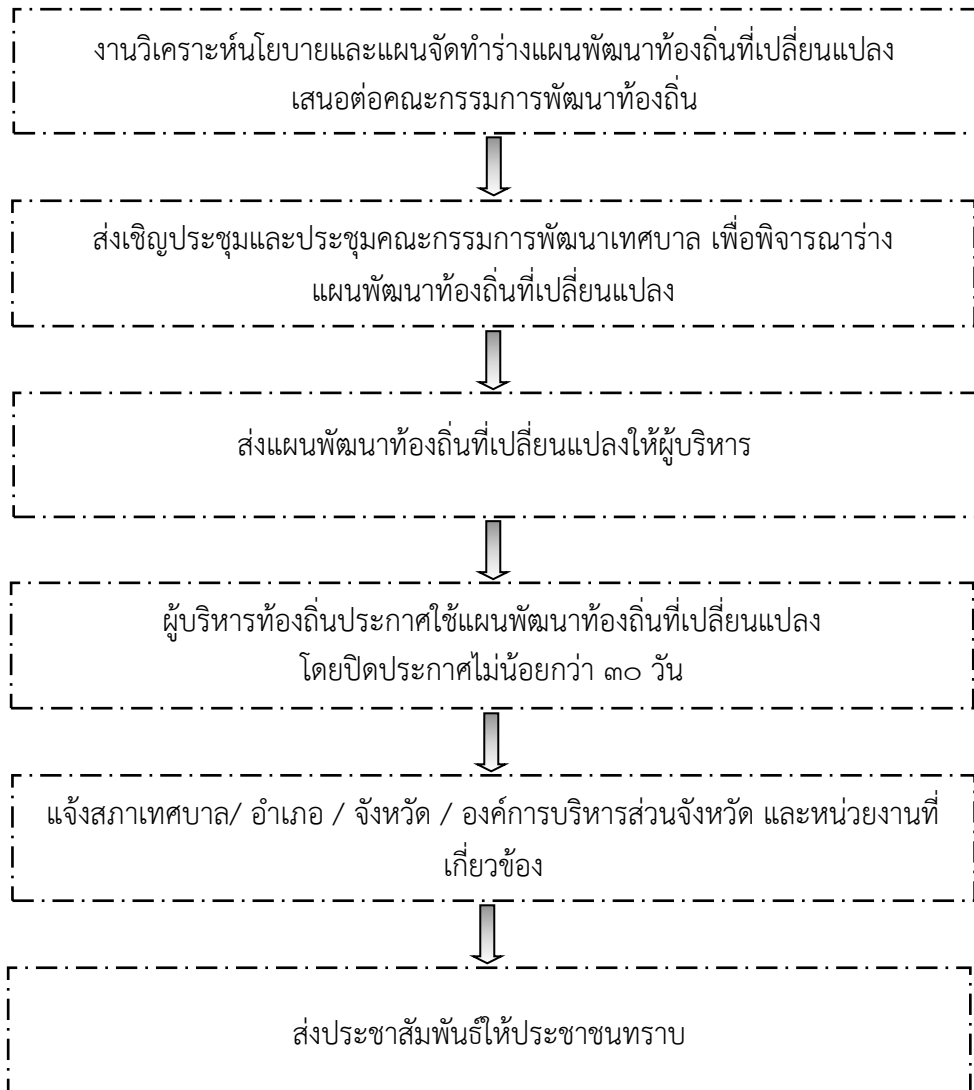 งานวิเคราะห์นโยบายและแผนจัดทำร่างแผนพัฒนาท้องถิ่นที่เปลี่ยนแปลง
เสนอต่อคณะกรรมการพัฒนาท้องถิ่น
ส่งเชิญประชุมและประชุมคณะกรรมการพัฒนาเทศบาล เพื่อพิจารณาร่าง
แผนพัฒนาท้องถิ่นที่เปลี่ยนแปลง
ส่งแผนพัฒนาท้องถิ่นที่เปลี่ยนแปลงให้ผู้บริหาร
ผู้บริหารท้องถิ่นประกาศใช้แผนพัฒนาท้องถิ่นที่เปลี่ยนแปลง
โดยปิดประกาศไม่น้อยกว่า ๓๐ วัน
แจ้งสภาเทศบาล/ อำเภอ / จังหวัด / องค์การบริหารส่วนจังหวัด และหน่วยงานที่
เกี่ยวข้อง
ส่งประชาสัมพันธ์ให้ประชาชนทราบ